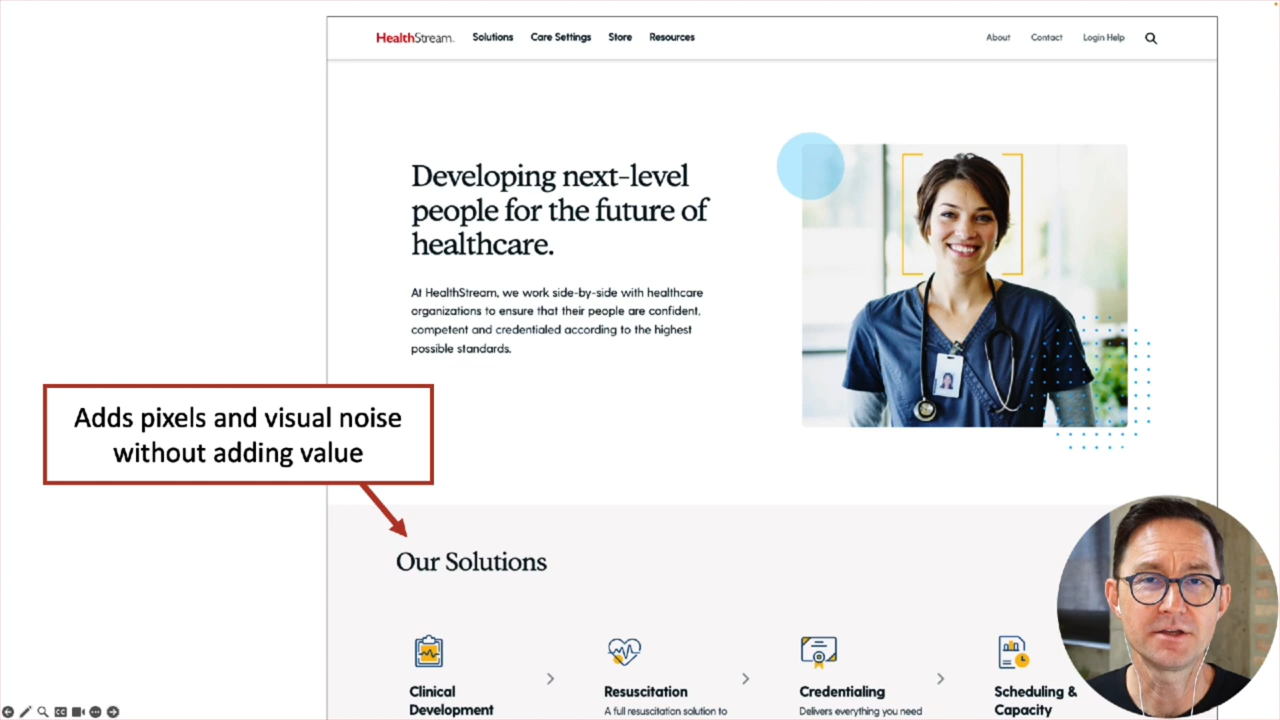 HealthStream.
Solutions
Care Settings
Store
Resources
About
Contact
Login Help
Developing next-level
people for the future of
healthcare.
At HealthStream, we work side-by-side with healthcare
organizations to ensure that their people are confident,
competent and credentialed according to the highest
possible standards.
Adds pixels and visual noise
without adding value
Our Solutions
Clinical
Development
Resuscitation
A full resuscitation solution to
Credentialing
Delivers everything you need
Scheduling &
Capacity